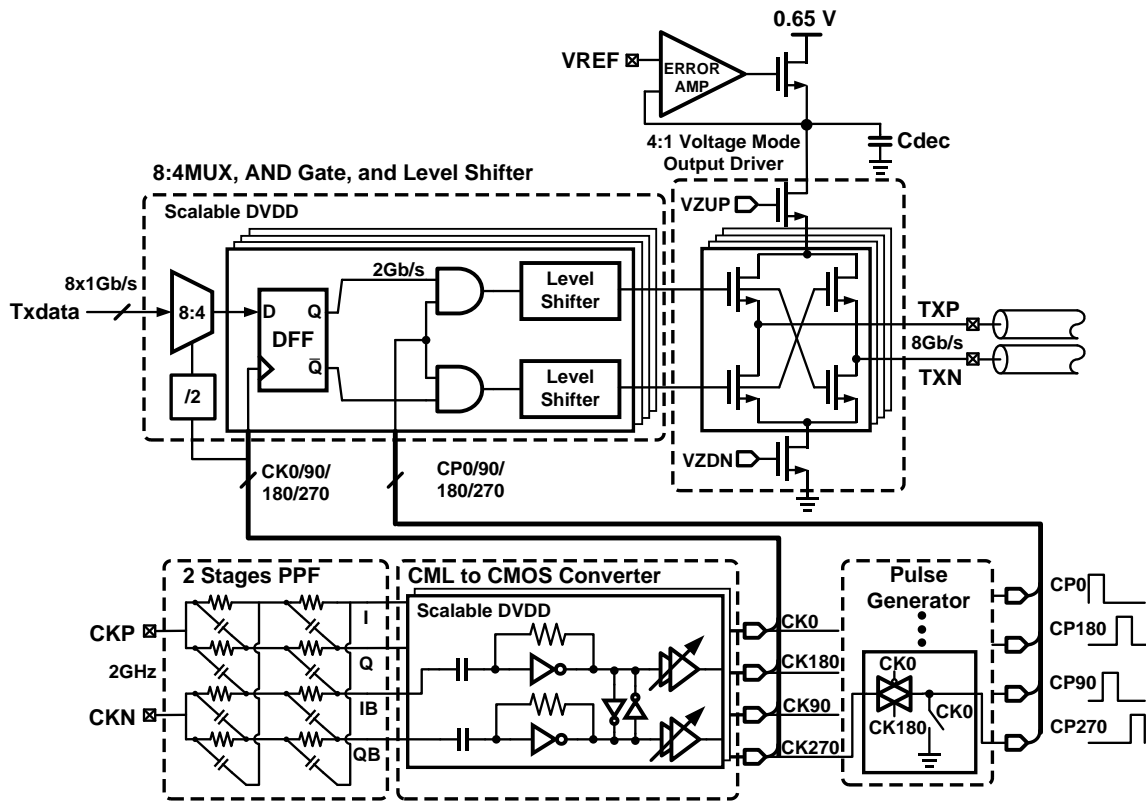 0.65 V
VREF
ERROR
AMP
Cdec
4:1 Voltage Mode
Output Driver
8:4MUX, AND Gate, and Level Shifter
Scalable DVDD
VZUP
8x1Gb/s
2Gb/s
Txdata
8:4
D
Q
DFF
Q̅
Level
Shifter
Level
Shifter
TXP
8Gb/s
TXN
/2
VZDN
CK0/90/
180/270
CP0/90/
180/270
2 Stages PPF
CML to CMOS Converter
Pulse
Generator
Scalable DVDD
I
Q
IB
QB
CKP
2GHz
CKN
CK0
CK180
CK90
CK270
CK0
CK180
CK0
CP0
CP180
CP90
CP270